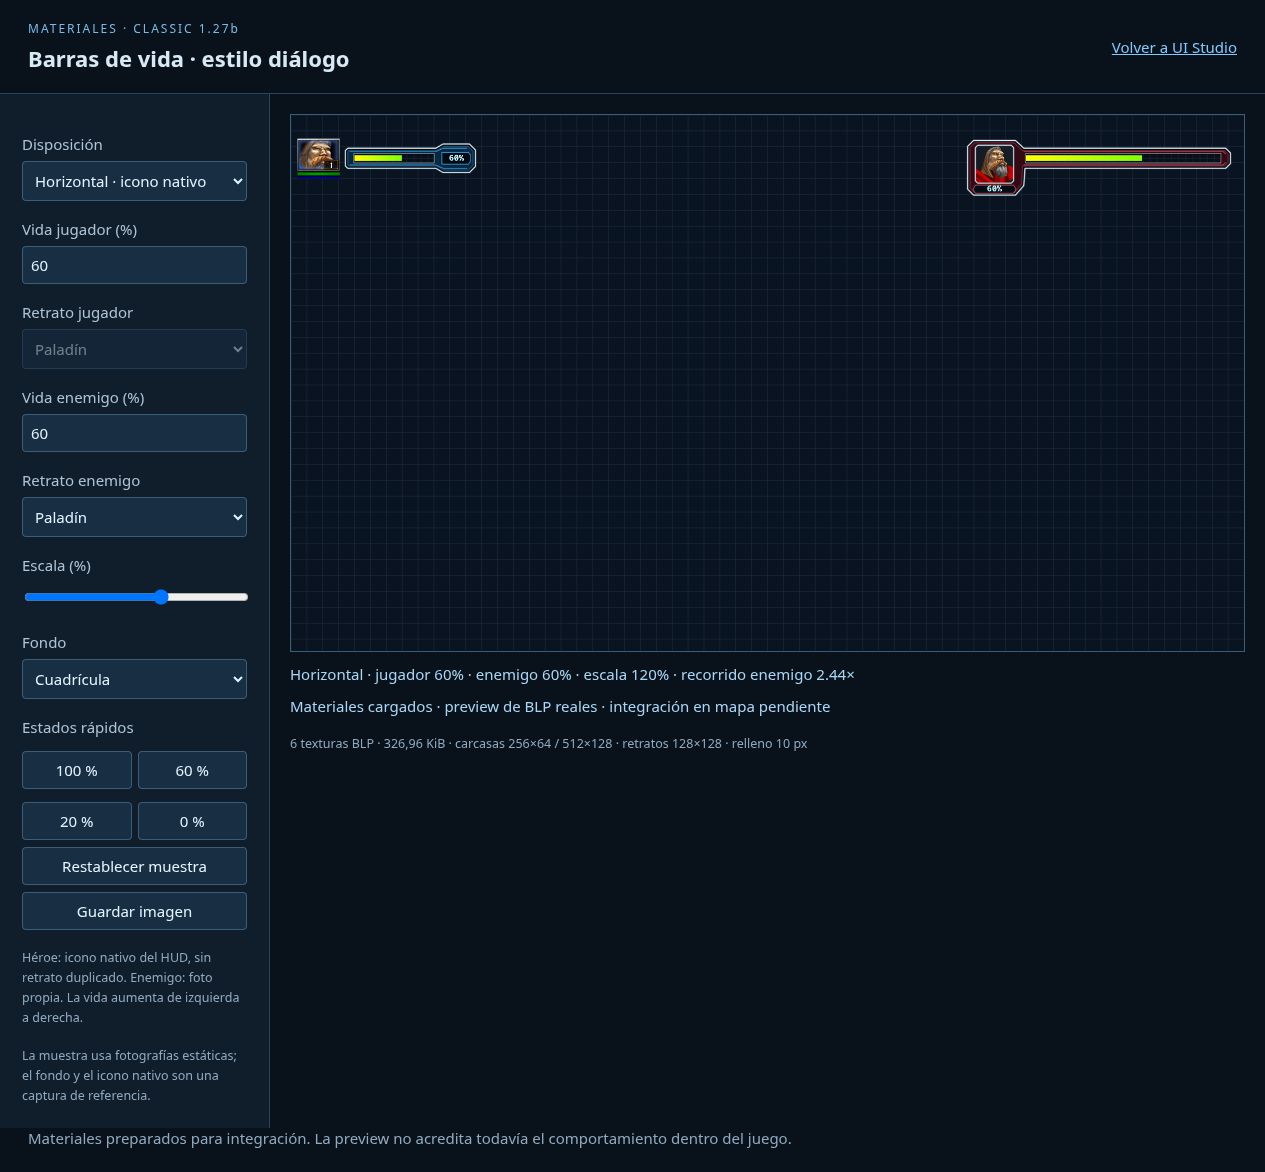 MATERIALES · CLASSIC 1.27b
Barras de vida · estilo diálogo
Volver a UI Studio
Disposición
Horizontal · icono nativo
Vida jugador (%)
60
Retrato jugador
Paladín
Vida enemigo (%)
60
Retrato enemigo
Paladín
Escala (%)
Fondo
Cuadrícula
Estados rápidos
100 %
60 %
20 %
0 %
Restablecer muestra
Guardar imagen
Héroe: icono nativo del HUD, sin
retrato duplicado. Enemigo: foto
propia. La vida aumenta de izquierda
a derecha.
La muestra usa fotografías estáticas;
el fondo y el icono nativo son una
captura de referencia.
1
60%
60%
Horizontal · jugador 60% · enemigo 60% · escala 120% · recorrido enemigo 2.44×
Materiales cargados · preview de BLP reales · integración en mapa pendiente
6 texturas BLP · 326,96 KiB · carcasas 256×64 / 512×128 · retratos 128×128 · relleno 10 px
Materiales preparados para integración. La preview no acredita todavía el comportamiento dentro del juego.